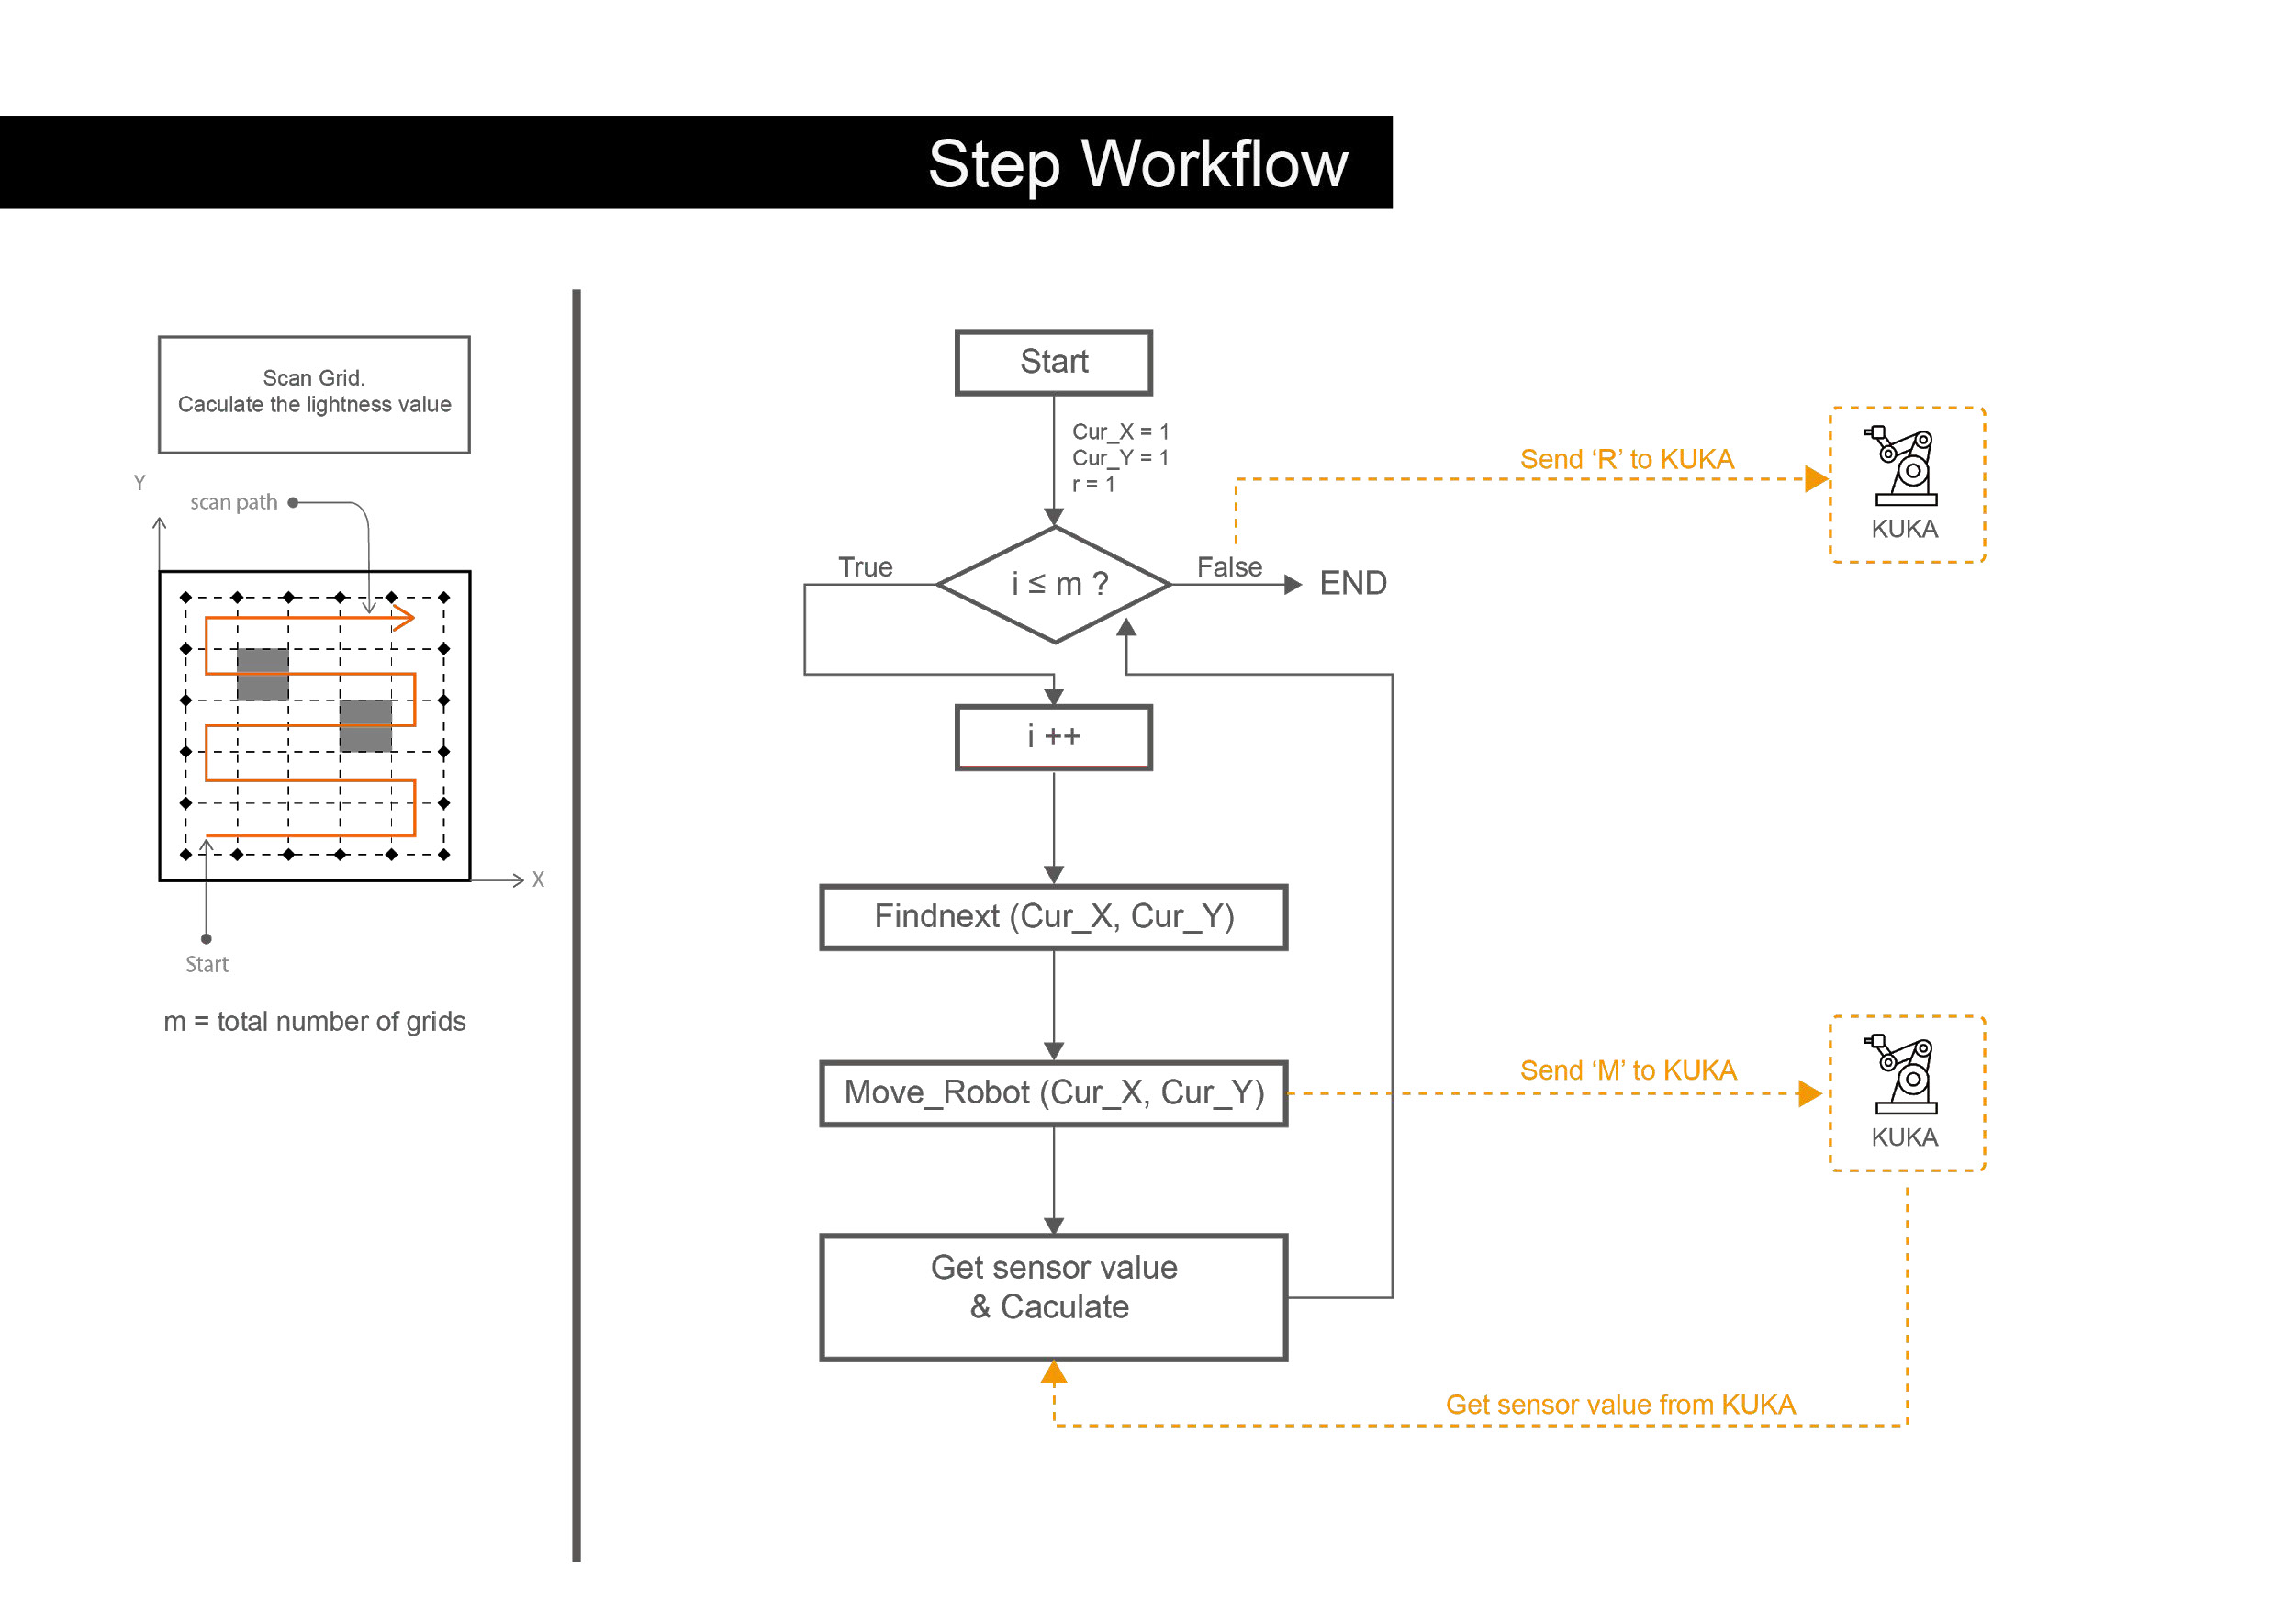 Step Workflow
Scan Grid.
Caculate the lightness value
Y
scan path
X
Start
m = total number of grids
Start
Cur_X = 1
Cur_Y = 1
r = 1
i ≤ m ?
True
False
END
Send ‘R’ to KUKA
KUKA
i ++
Findnext (Cur_X, Cur_Y)
Move_Robot (Cur_X, Cur_Y)
Send ‘M’ to KUKA
KUKA
Get sensor value
& Caculate
Get sensor value from KUKA